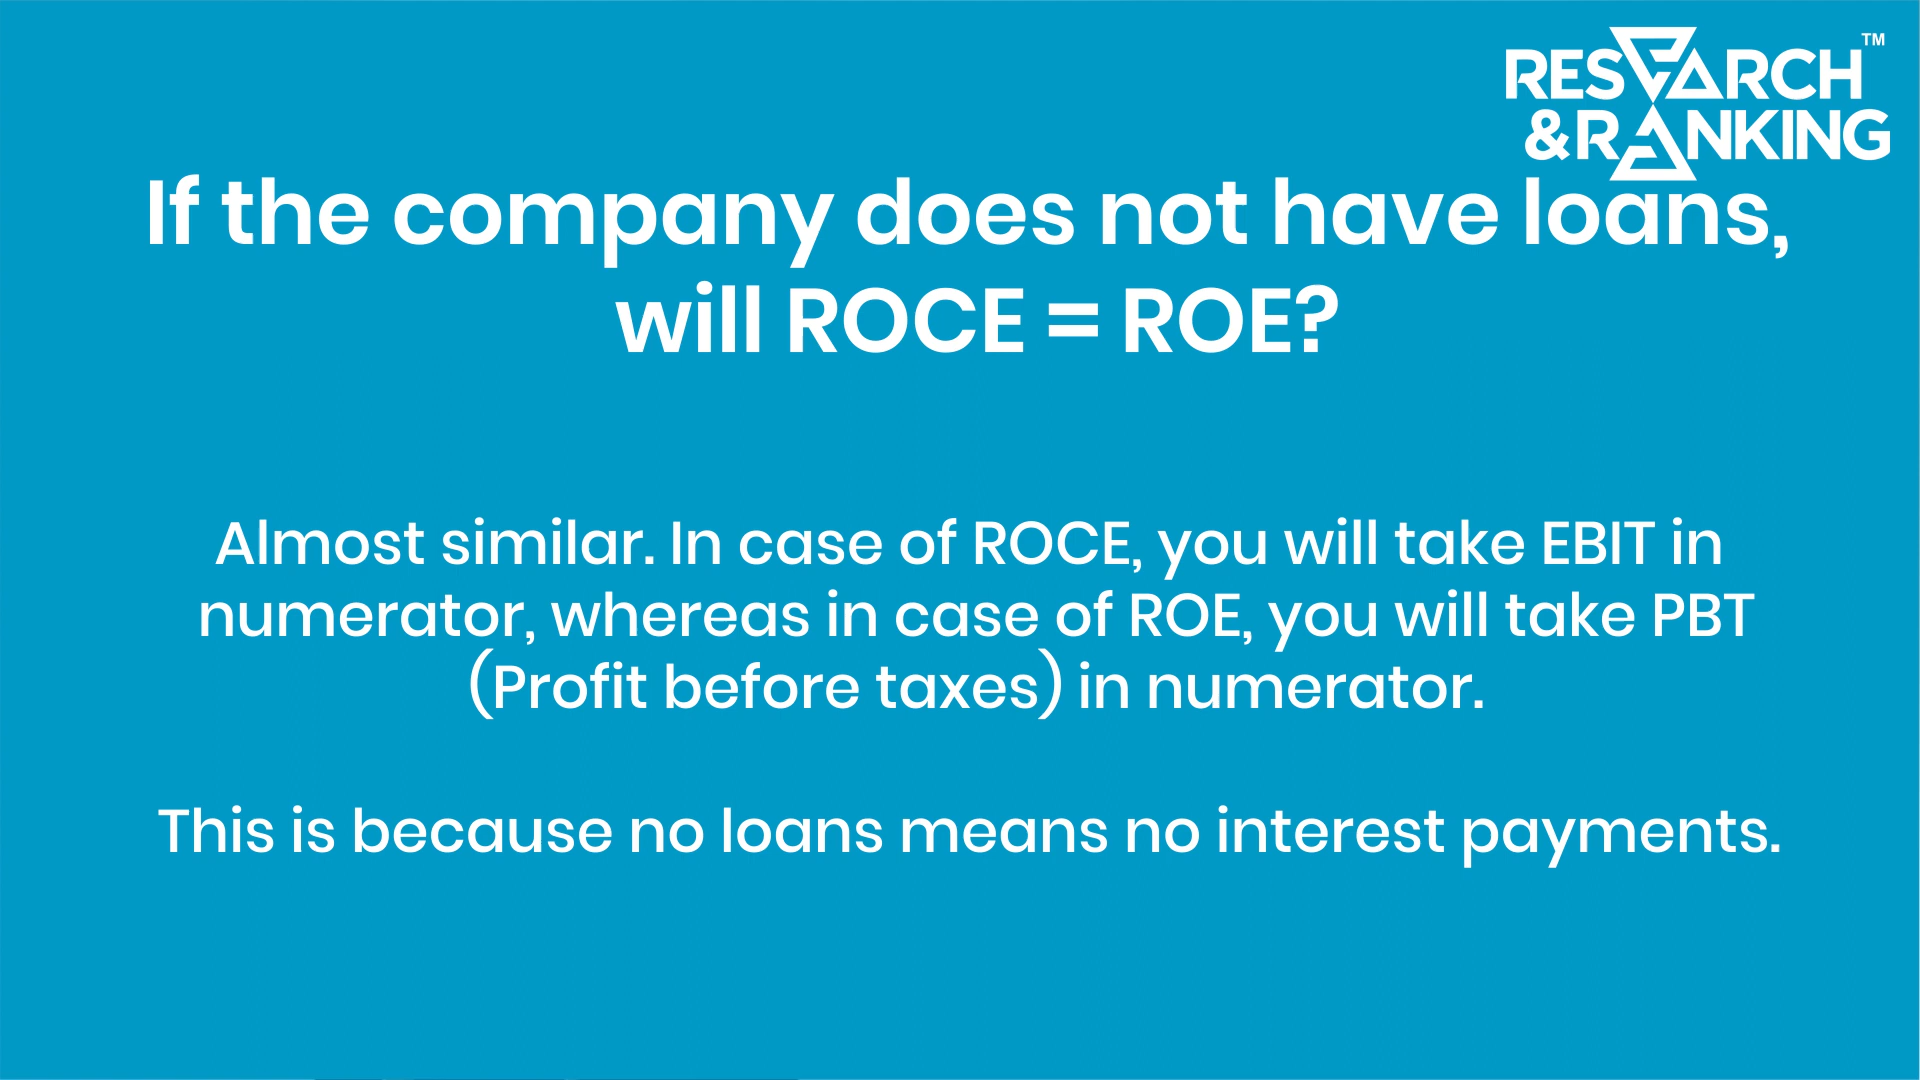 RESEARCH™
&RANKING
If the company does not have loans,
will ROCE = ROE?
Almost similar. In case of ROCE, you will take EBIT in
numerator, whereas in case of ROE, you will take PBT
(Profit before taxes) in numerator.
This is because no loans means no interest payments.